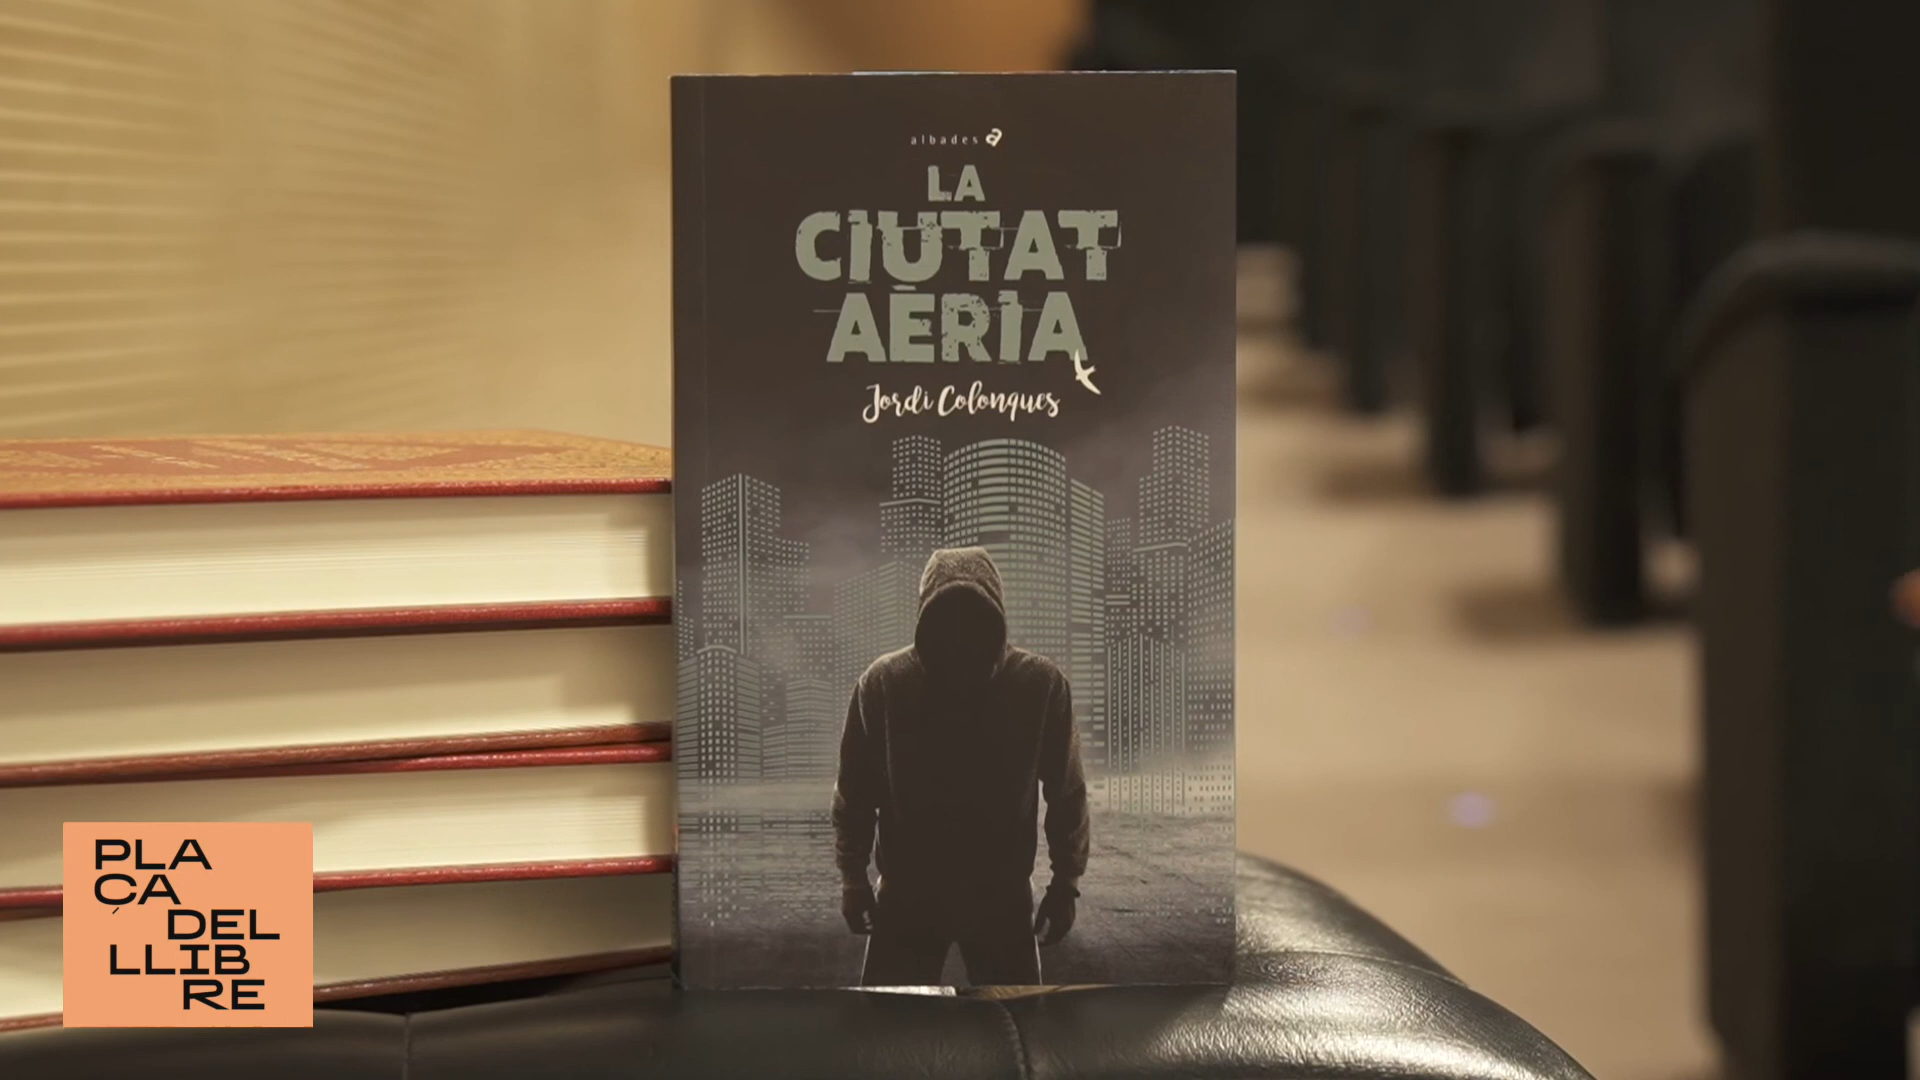 albades a
LA
CIUTAT
AÈRIA
Jordi Colonques
PLA
ÇA
DEL
LLIB
RE